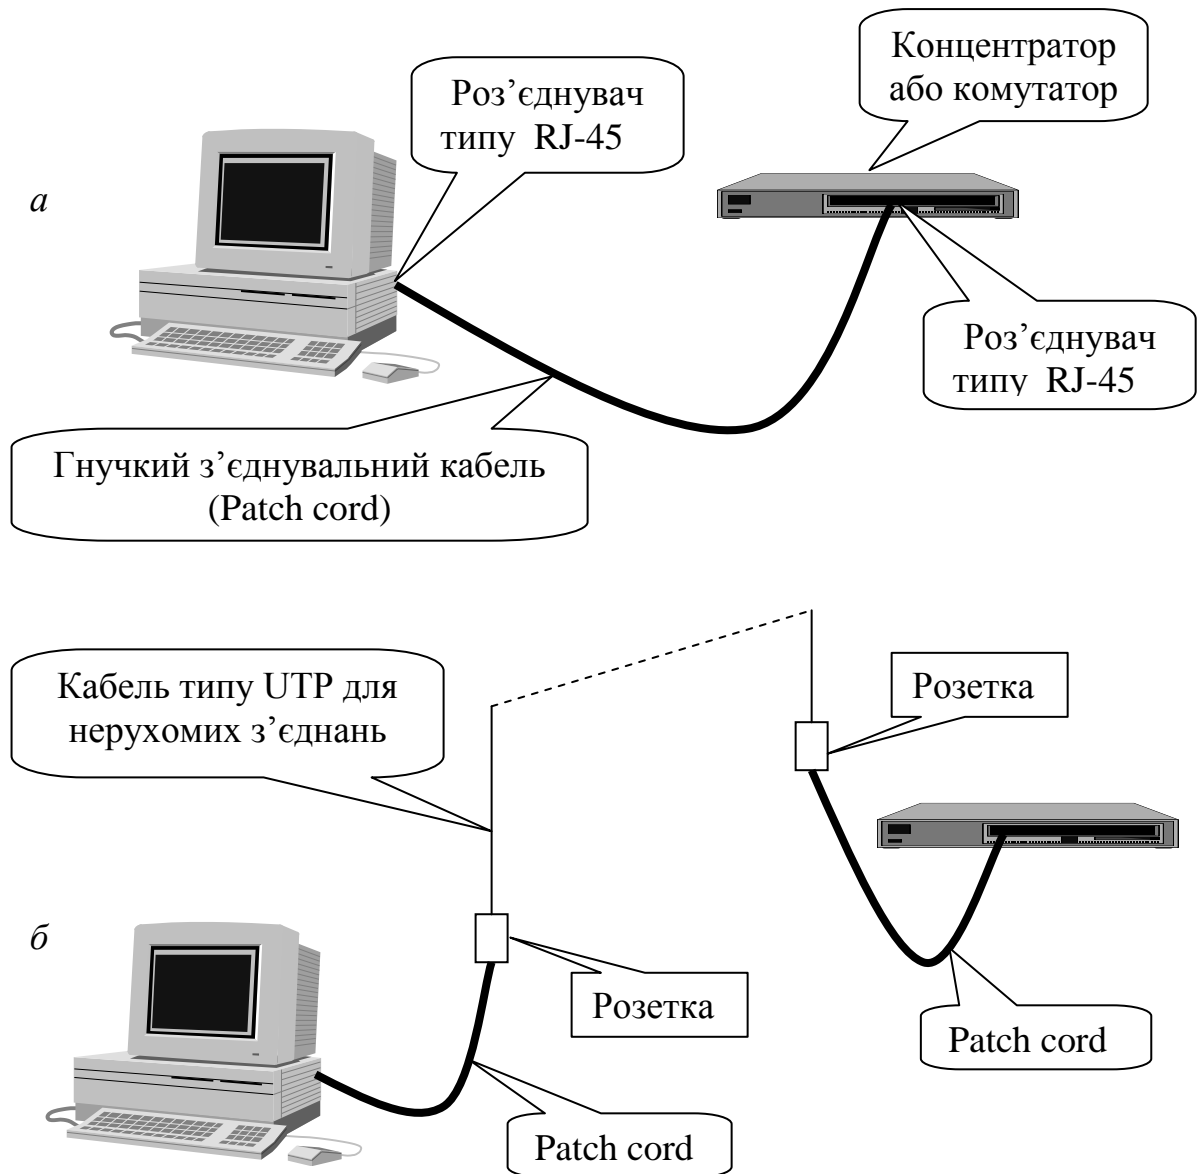 Концентратор
або комутатор
Роз’єднувач
типу RJ-45
а
Роз’єднувач
типу RJ-45
Гнучкий з’єднувальний кабель
(Patch cord)
Кабель типу UTP для
нерухомих з’єднань
Розетка
б
Розетка
Patch cord
Patch cord